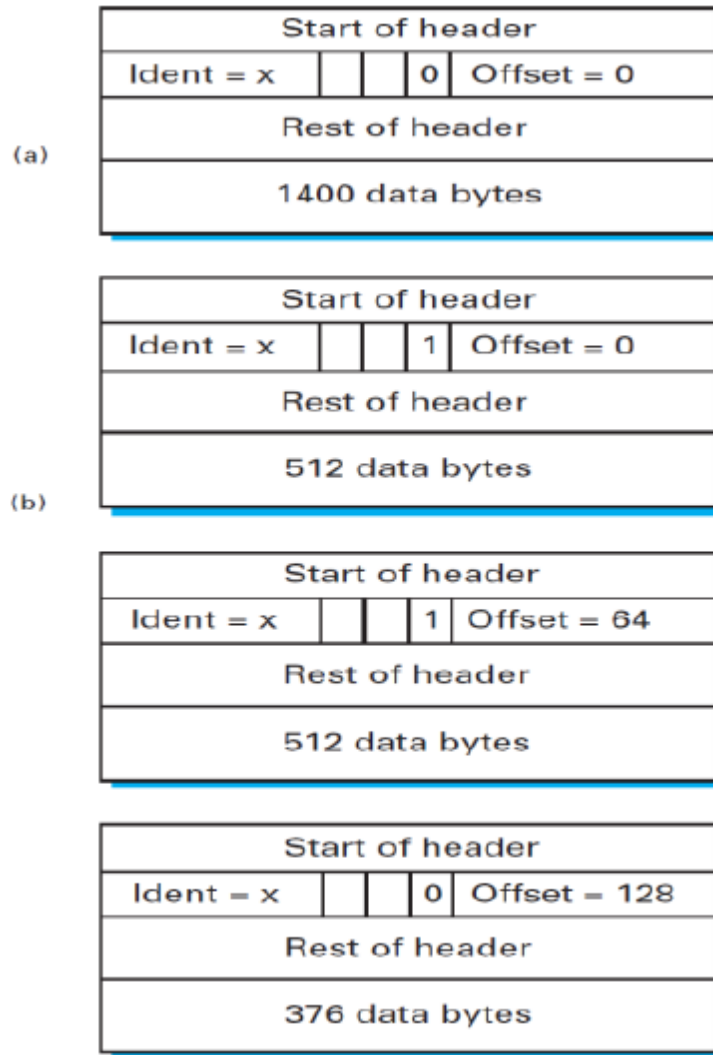 Start of header
Ident = x 0 Offset = 0
Rest of header
(a)
1400 data bytes
Start of header
Ident = x 1 Offset = 0
Rest of header
512 data bytes
(b)
Start of header
Ident = x 1 Offset = 64
Rest of header
512 data bytes
Start of header
Ident = x 0 Offset = 128
Rest of header
376 data bytes